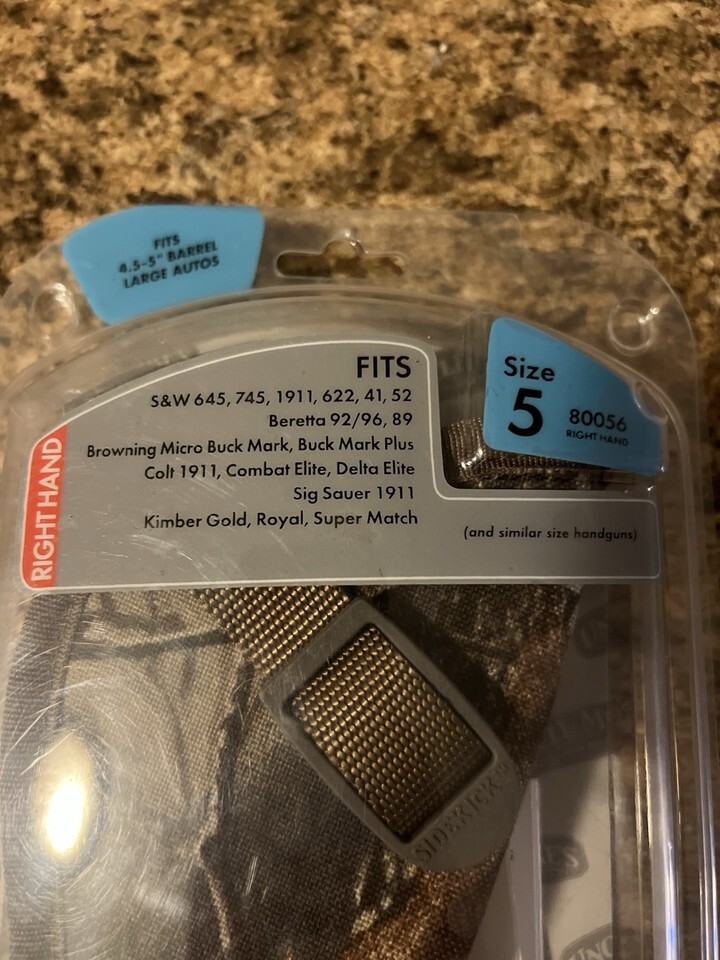 FITS
4.5-5" BARREL
LARGE AUTOS
FITS
S&W 645, 745, 1911, 622, 41, 52
Beretta 92/96, 89
Browning Micro Buck Mark, Buck Mark Plus
Colt 1911, Combat Elite, Delta Elite
Sig Sauer 1911
Kimber Gold, Royal, Super Match
(and similar size handguns)
RIGHT HAND
Size
5
80056
RIGHT HAND
SIDEKICK